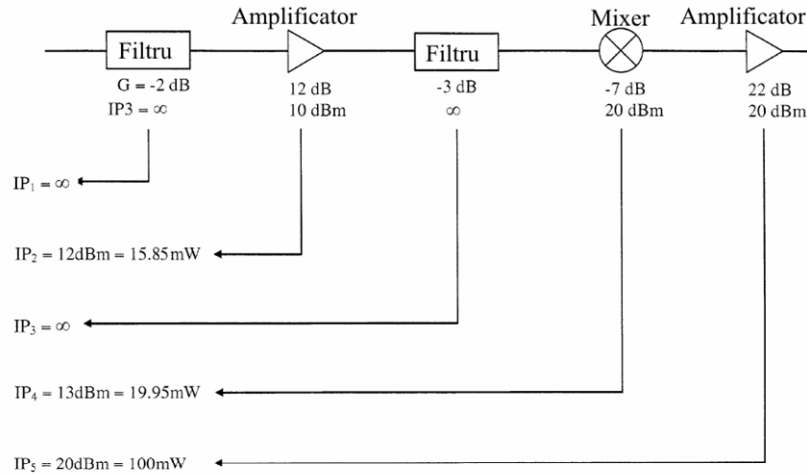 Amplificator
Mixer
Amplificator
Filtru
Filtru
G = -2 dB
12 dB
-3 dB
-7 dB
22 dB
IP3 = ∞
10 dBm
∞
20 dBm
20 dBm
IP₁ = ∞
IP₂ = 12dBm = 15.85mW
IP₃ = ∞
IP₄ = 13dBm = 19.95mW
IP₅ = 20dBm = 100mW